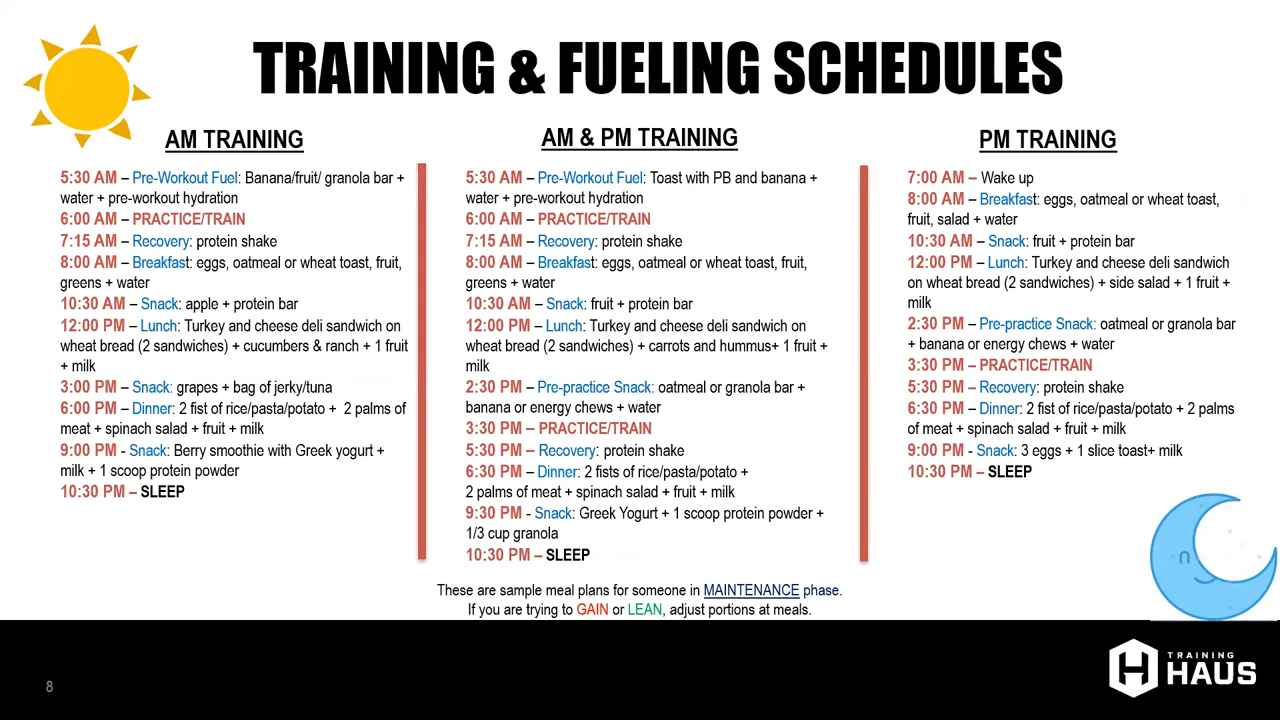 TRAINING & FUELING SCHEDULES
AM TRAINING
5:30 AM – Pre-Workout Fuel: Banana/fruit/ granola bar +
water + pre-workout hydration
6:00 AM – PRACTICE/TRAIN
7:15 AM – Recovery: protein shake
8:00 AM – Breakfast: eggs, oatmeal or wheat toast, fruit,
greens + water
10:30 AM – Snack: apple + protein bar
12:00 PM – Lunch: Turkey and cheese deli sandwich on
wheat bread (2 sandwiches) + cucumbers & ranch + 1 fruit
+ milk
3:00 PM – Snack: grapes + bag of jerky/tuna
6:00 PM – Dinner: 2 fist of rice/pasta/potato + 2 palms of
meat + spinach salad + fruit + milk
9:00 PM - Snack: Berry smoothie with Greek yogurt +
milk + 1 scoop protein powder
10:30 PM – SLEEP
AM & PM TRAINING
5:30 AM – Pre-Workout Fuel: Toast with PB and banana +
water + pre-workout hydration
6:00 AM – PRACTICE/TRAIN
7:15 AM – Recovery: protein shake
8:00 AM – Breakfast: eggs, oatmeal or wheat toast, fruit,
greens + water
10:30 AM – Snack: fruit + protein bar
12:00 PM – Lunch: Turkey and cheese deli sandwich on
wheat bread (2 sandwiches) + carrots and hummus+ 1 fruit +
milk
2:30 PM – Pre-practice Snack: oatmeal or granola bar +
banana or energy chews + water
3:30 PM – PRACTICE/TRAIN
5:30 PM – Recovery: protein shake
6:30 PM – Dinner: 2 fists of rice/pasta/potato +
2 palms of meat + spinach salad + fruit + milk
9:30 PM - Snack: Greek Yogurt + 1 scoop protein powder +
1/3 cup granola
10:30 PM – SLEEP
PM TRAINING
7:00 AM – Wake up
8:00 AM – Breakfast: eggs, oatmeal or wheat toast,
fruit, salad + water
10:30 AM – Snack: fruit + protein bar
12:00 PM – Lunch: Turkey and cheese deli sandwich
on wheat bread (2 sandwiches) + side salad + 1 fruit +
milk
2:30 PM – Pre-practice Snack: oatmeal or granola bar
+ banana or energy chews + water
3:30 PM – PRACTICE/TRAIN
5:30 PM – Recovery: protein shake
6:30 PM – Dinner: 2 fist of rice/pasta/potato + 2 palms
of meat + spinach salad + fruit + milk
9:00 PM - Snack: 3 eggs + 1 slice toast+ milk
10:30 PM – SLEEP
These are sample meal plans for someone in MAINTENANCE phase.
If you are trying to GAIN or LEAN, adjust portions at meals.
8
TRAINING
HAUS